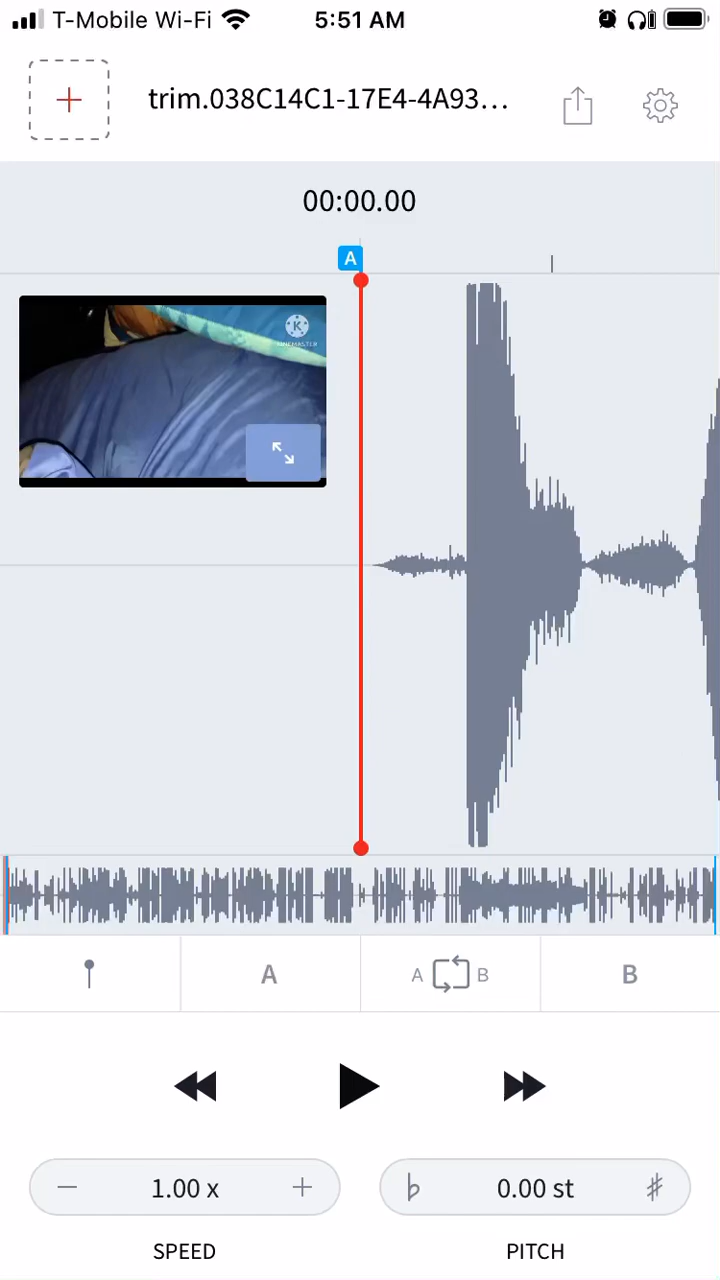 T-Mobile Wi-Fi 5:51 AM
trim.038C14C1-17E4-4A93...
00:00.00
A
K
KINEMASTER
A A B B
1.00 x 0.00 st
SPEED PITCH